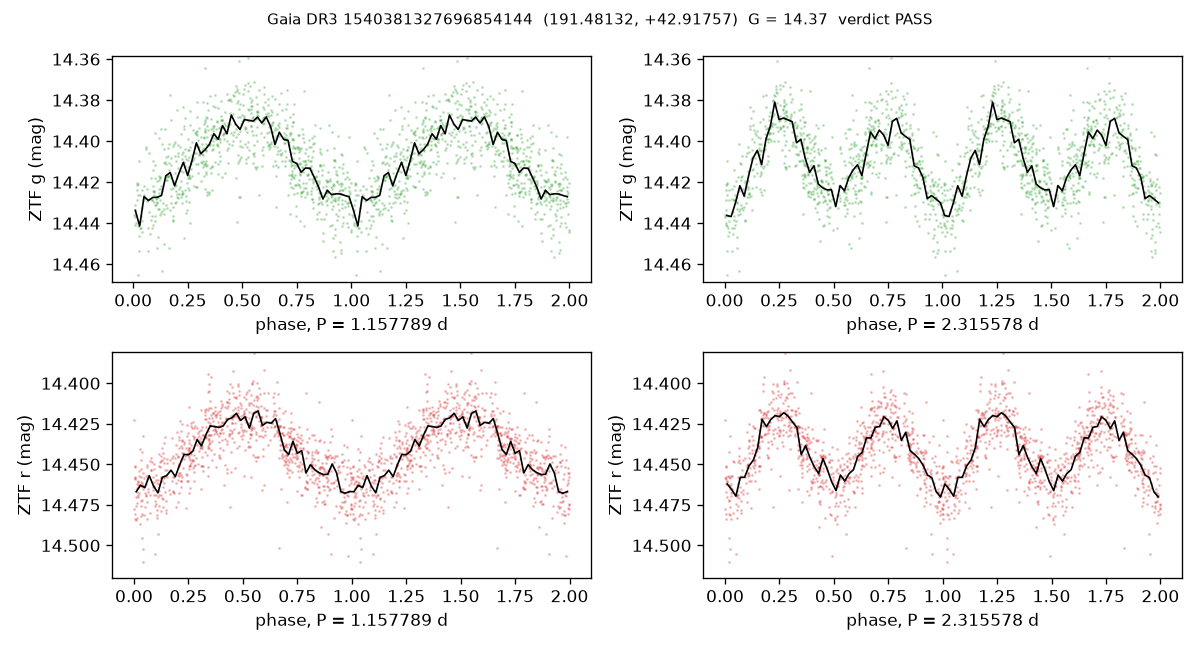 Gaia DR3 1540381327696854144  (191.48132, +42.91757)  G = 14.37  verdict PASS
14.36
14.38
14.40
14.42
14.44
14.46
ZTF g (mag)
0.00 0.25 0.50 0.75 1.00 1.25 1.50 1.75 2.00
phase, P = 1.157789 d
14.36
14.38
14.40
14.42
14.44
14.46
ZTF g (mag)
0.00 0.25 0.50 0.75 1.00 1.25 1.50 1.75 2.00
phase, P = 2.315578 d
14.400
14.425
14.450
14.475
14.500
ZTF r (mag)
0.00 0.25 0.50 0.75 1.00 1.25 1.50 1.75 2.00
phase, P = 1.157789 d
14.400
14.425
14.450
14.475
14.500
ZTF r (mag)
0.00 0.25 0.50 0.75 1.00 1.25 1.50 1.75 2.00
phase, P = 2.315578 d